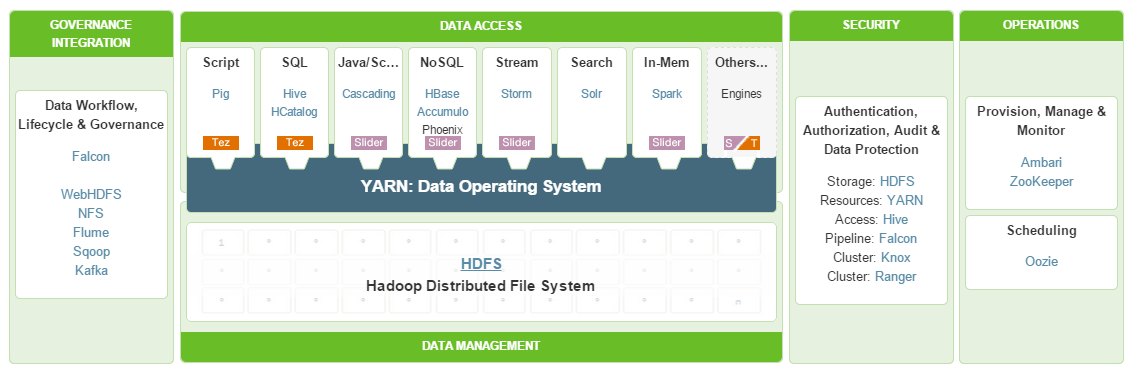 GOVERNANCE
INTEGRATION
Data Workflow,
Lifecycle & Governance
Falcon
WebHDFS
NFS
Flume
Sqoop
Kafka
DATA ACCESS
Script
Pig
Tez
SQL
Hive
HCatalog
Tez
Java/Sc...
Cascading
Slider
NoSQL
HBase
Accumulo
Phoenix
Slider
Stream
Storm
Slider
Search
Solr
In-Mem
Spark
Slider
Others...
Engines
S T
YARN: Data Operating System
1
HDFS
Hadoop Distributed File System
n
DATA MANAGEMENT
SECURITY
Authentication,
Authorization, Audit &
Data Protection
Storage: HDFS
Resources: YARN
Access: Hive
Pipeline: Falcon
Cluster: Knox
Cluster: Ranger
OPERATIONS
Provision, Manage &
Monitor
Ambari
ZooKeeper
Scheduling
Oozie